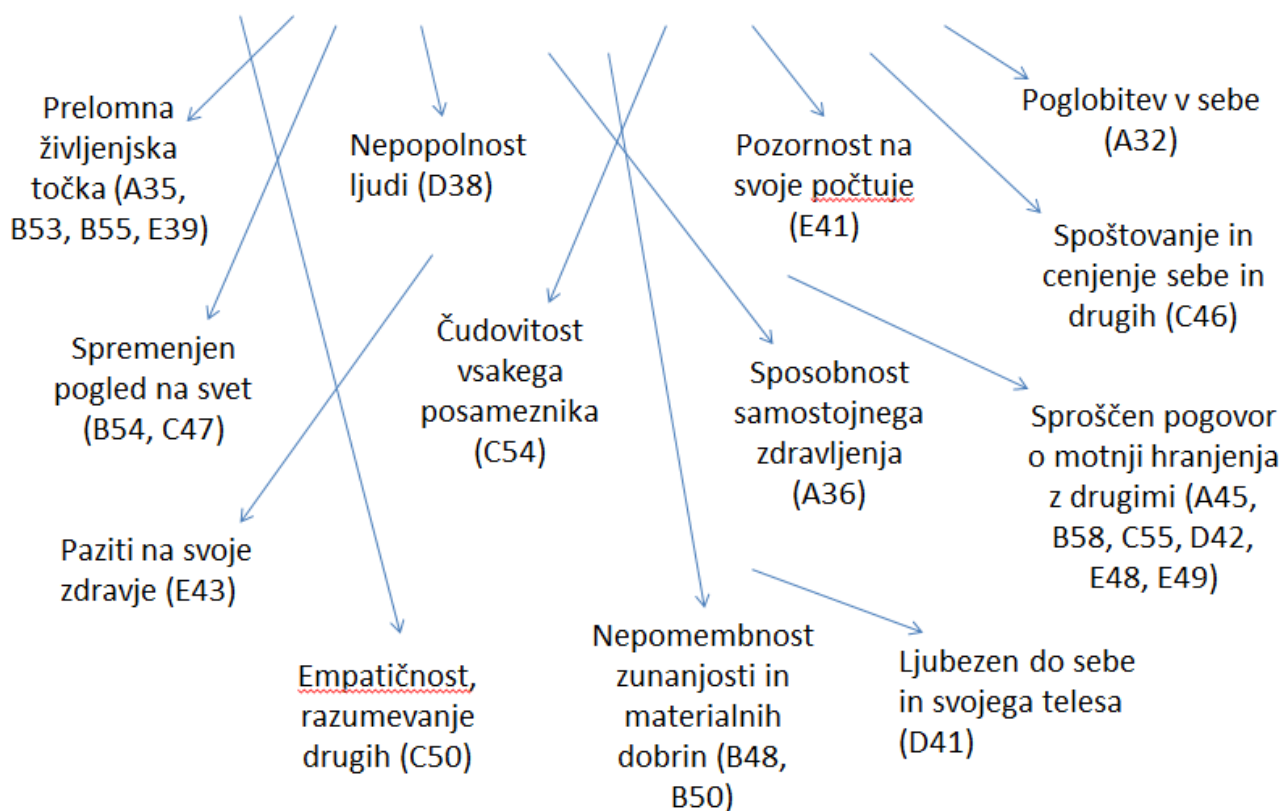 Prelomna
življenjska
točka (A35,
B53, B55, E39)
Nepopolnost
ljudi (D38)
Pozornost na
svoje počtuje
(E41)
Poglobitev v sebe
(A32)
Spoštovanje in
cenjenje sebe in
drugih (C46)
Spremenjen
pogled na svet
(B54, C47)
Čudovitost
vsakega
posameznika
(C54)
Sposobnost
samostojnega
zdravljenja
(A36)
Sproščen pogovor
o motnji hranjenja
z drugimi (A45,
B58, C55, D42,
E48, E49)
Paziti na svoje
zdravje (E43)
Empatičnost,
razumevanje
drugih (C50)
Nepomembnost
zunanjosti in
materialnih
dobrin (B48,
B50)
Ljubezen do sebe
in svojega telesa
(D41)